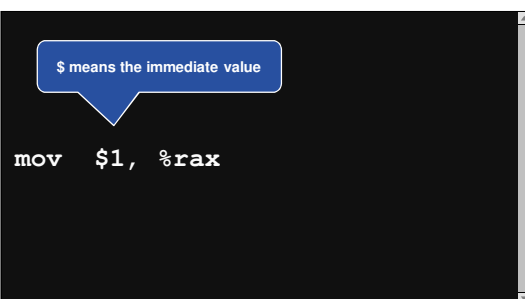 $ means the immediate value
mov $1, %rax